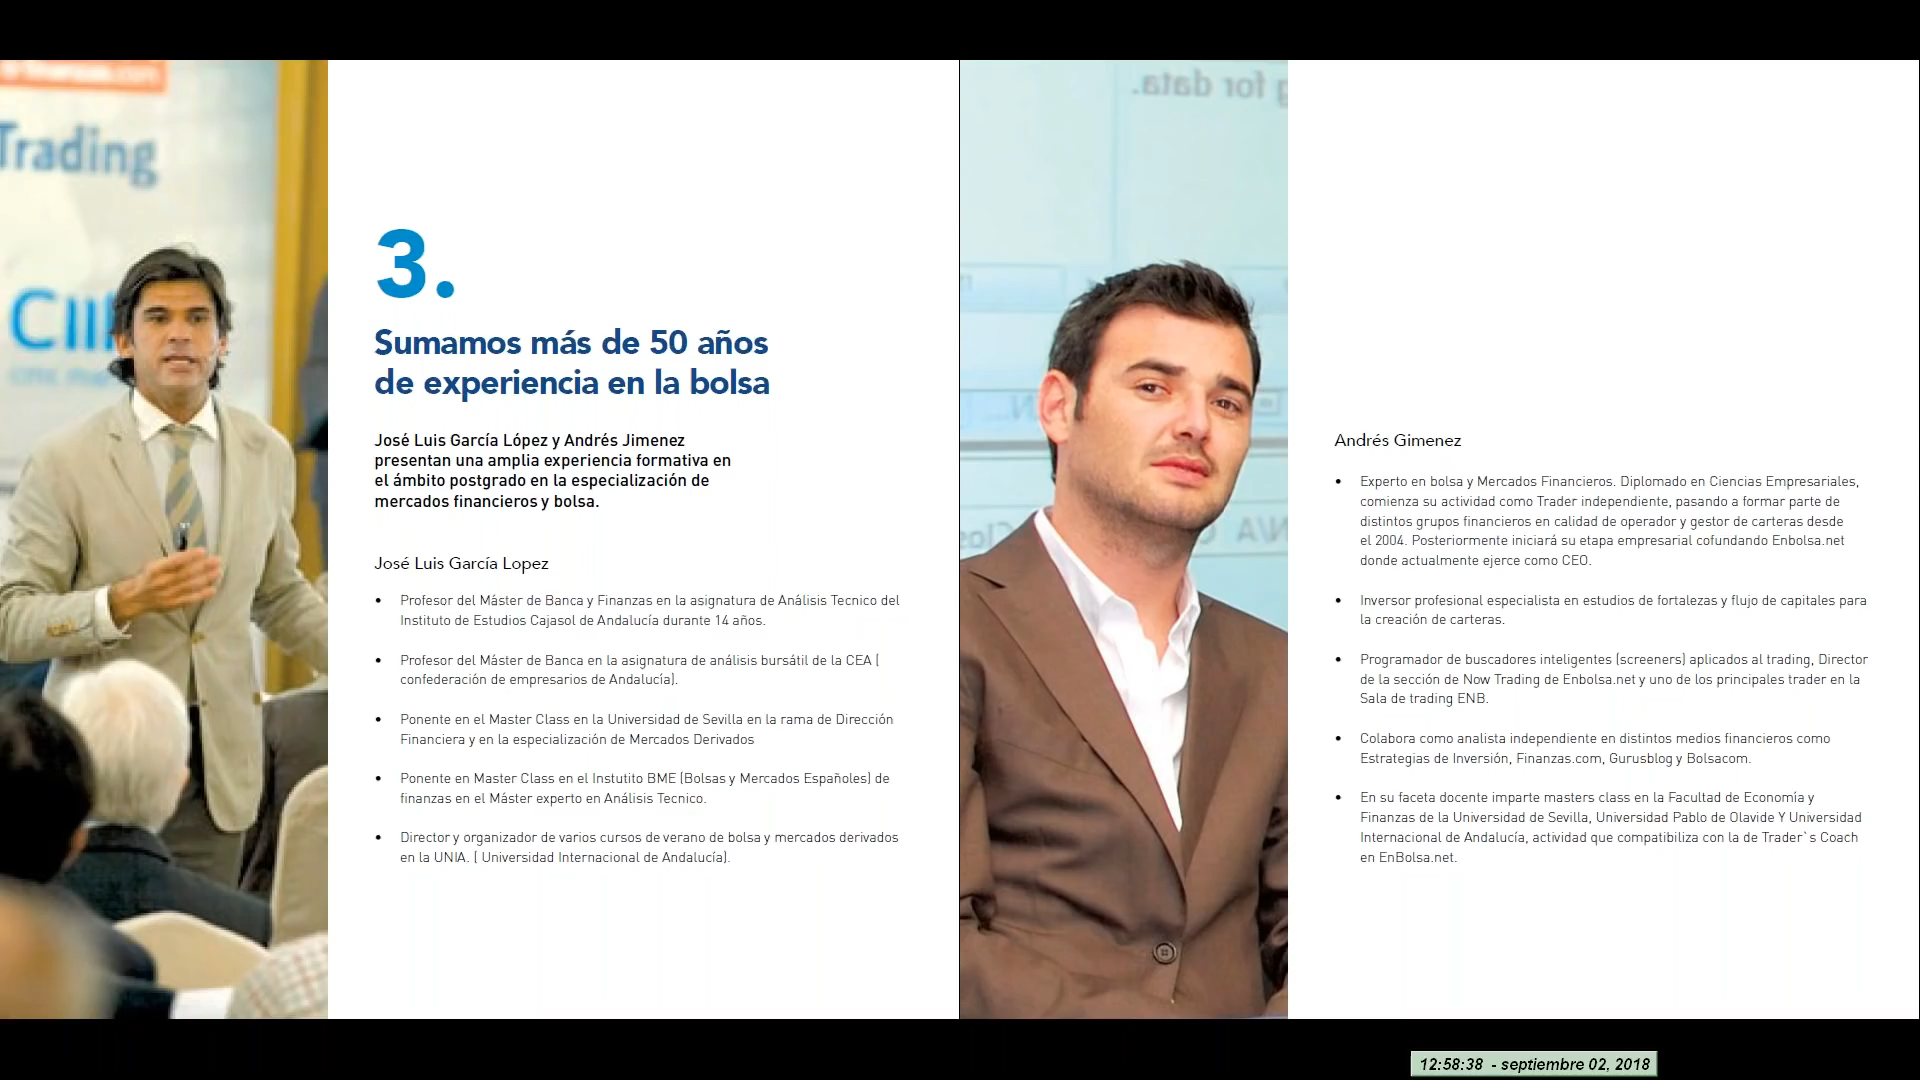 Trading
3.
Sumamos más de 50 años
de experiencia en la bolsa
José Luis García López y Andrés Jimenez
presentan una amplia experiencia formativa en
el ámbito postgrado en la especialización de
mercados financieros y bolsa.
José Luis García Lopez
• Profesor del Máster de Banca y Finanzas en la asignatura de Análisis Tecnico del
Instituto de Estudios Cajasol de Andalucía durante 14 años.
• Profesor del Máster de Banca en la asignatura de análisis bursátil de la CEA (
confederación de empresarios de Andalucía).
• Ponente en el Master Class en la Universidad de Sevilla en la rama de Dirección
Financiera y en la especialización de Mercados Derivados
• Ponente en Master Class en el Instutito BME (Bolsas y Mercados Españoles) de
finanzas en el Máster experto en Análisis Tecnico.
• Director y organizador de varios cursos de verano de bolsa y mercados derivados
en la UNIA. ( Universidad Internacional de Andalucía).
for data.
Andrés Gimenez
• Experto en bolsa y Mercados Financieros. Diplomado en Ciencias Empresariales,
comienza su actividad como Trader independiente, pasando a formar parte de
distintos grupos financieros en calidad de operador y gestor de carteras desde
el 2004. Posteriormente iniciará su etapa empresarial cofundando Enbolsa.net
donde actualmente ejerce como CEO.
• Inversor profesional especialista en estudios de fortalezas y flujo de capitales para
la creación de carteras.
• Programador de buscadores inteligentes (screeners) aplicados al trading, Director
de la sección de Now Trading de Enbolsa.net y uno de los principales trader en la
Sala de trading ENB.
• Colabora como analista independiente en distintos medios financieros como
Estrategias de Inversión, Finanzas.com, Gurusblog y Bolsacom.
• En su faceta docente imparte masters class en la Facultad de Economía y
Finanzas de la Universidad de Sevilla, Universidad Pablo de Olavide Y Universidad
Internacional de Andalucía, actividad que compatibiliza con la de Trader`s Coach
en EnBolsa.net.
12:58:38 - septiembre 02, 2018